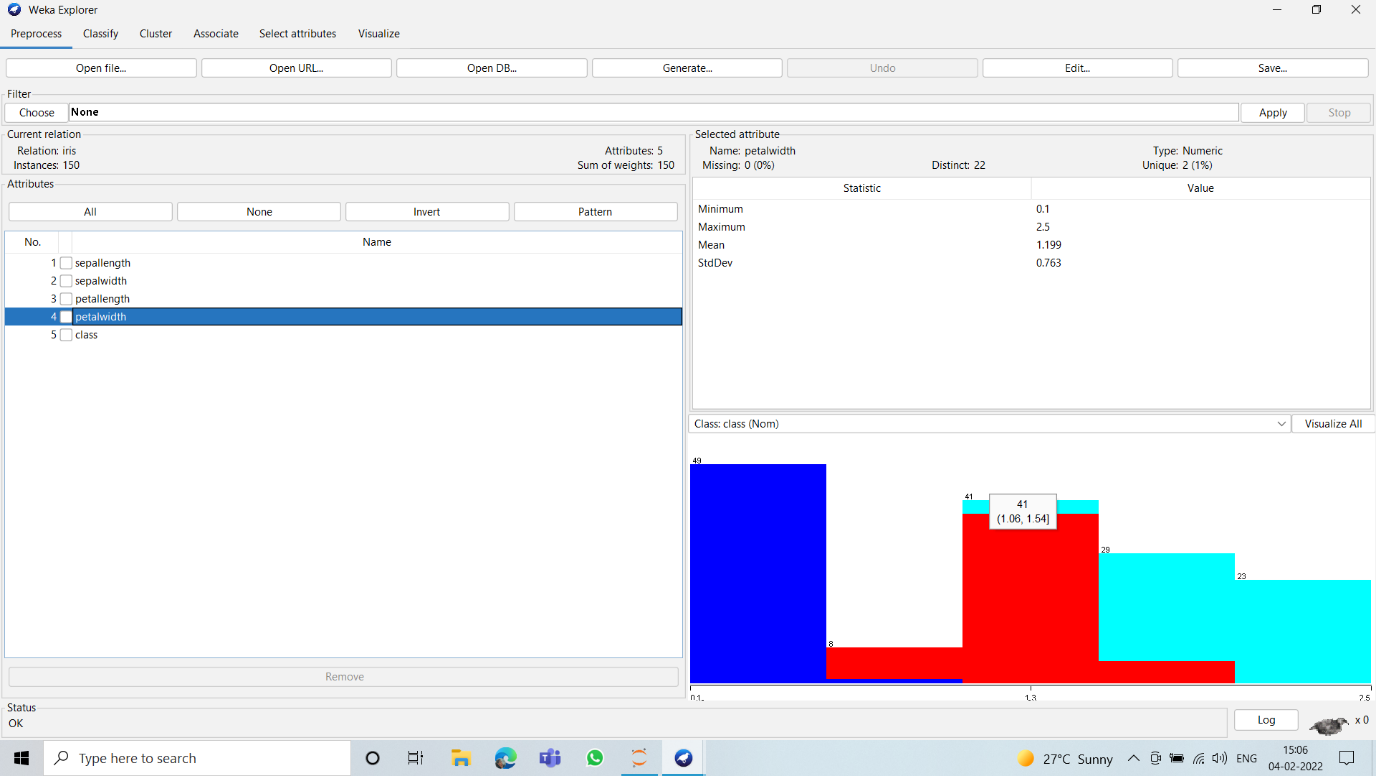 Weka Explorer
Preprocess Classify Cluster Associate Select attributes Visualize
Open file... Open URL... Open DB... Generate... Undo Edit... Save...
Filter
Choose None Apply Stop
Current relation
Relation: iris Attributes: 5
Instances: 150 Sum of weights: 150
Attributes
All None Invert Pattern
No. Name
1 sepallength
2 sepalwidth
3 petallength
4 petalwidth
5 class
Remove
Selected attribute
Name: petalwidth Type: Numeric
Missing: 0 (0%) Distinct: 22 Unique: 2 (1%)
Statistic Value
Minimum 0.1
Maximum 2.5
Mean 1.199
StdDev 0.763
Class: class (Nom) Visualize All
49
41
41
(1.06, 1.54]
29
23
8
0.1 1.3 2.5
Status
OK
Log x 0
Type here to search
27°C Sunny ENG
15:06
04-02-2022